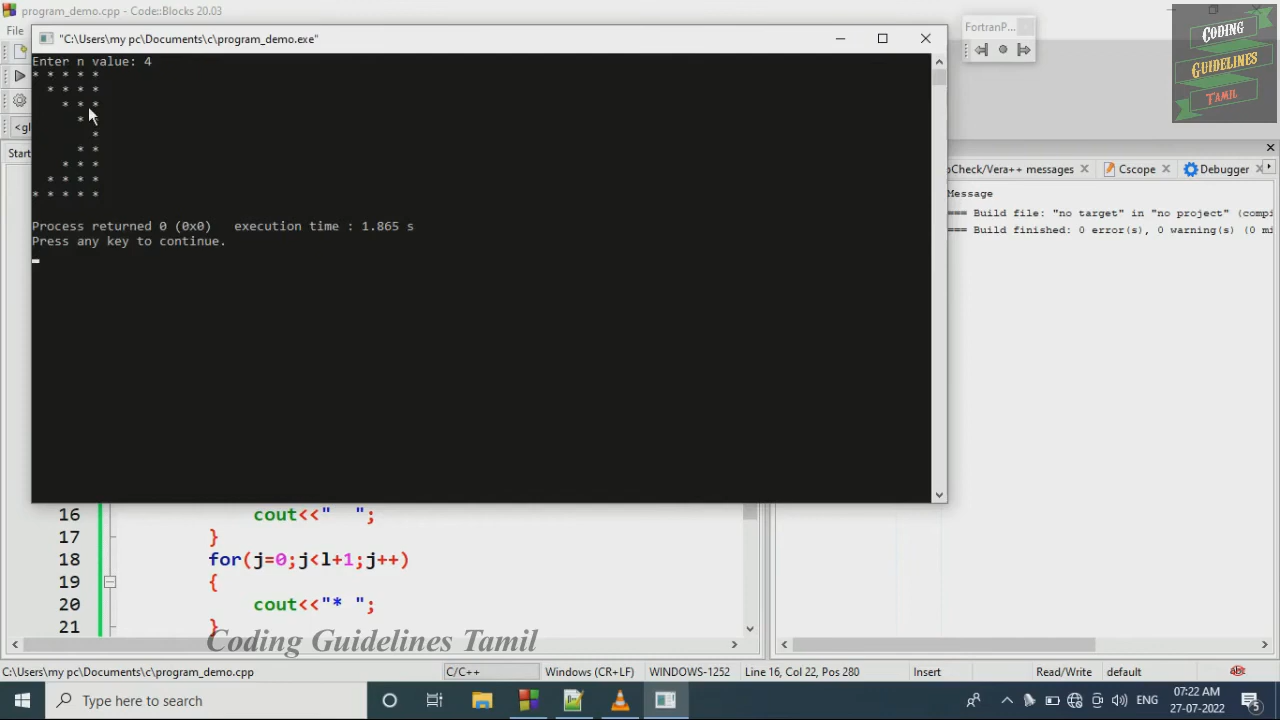 program_demo.cpp - Code::Blocks 20.03
File
"C:\Users\my pc\Documents\c\program_demo.exe"
FortranP...
CODING
GUIDELINES
TAMIL
Enter n value: 4
* * * * *
  * * * *
    * * *
      * *
        *
      * *
    * * *
  * * * *
* * * * *
Process returned 0 (0x0)   execution time : 1.865 s
Press any key to continue.
<gl
Start
Check/Vera++ messages
Cscope
Debugger
Message
=== Build file: "no target" in "no project" (compi
=== Build finished: 0 error(s), 0 warning(s) (0 mi
16 cout<<"  ";
17 }
18 for(j=0;j<l+1;j++)
19 {
20 cout<<"* ";
21 }
Coding Guidelines Tamil
C:\Users\my pc\Documents\c\program_demo.cpp
C/C++
Windows (CR+LF)
WINDOWS-1252
Line 16, Col 22, Pos 280
Insert
Read/Write
default
Type here to search
ENG
07:22 AM
27-07-2022
5